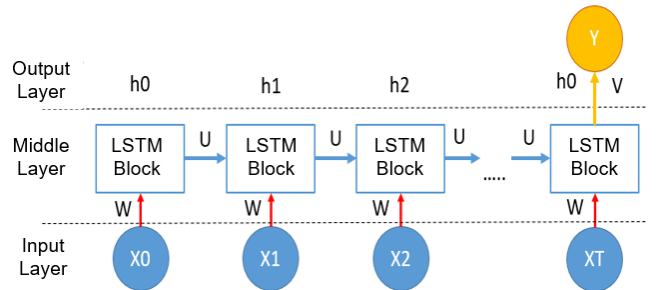 Y
Output
Layer
h0 h1 h2 h0 V
Middle
Layer
LSTM
Block
U
LSTM
Block
U
LSTM
Block
U
.....
U
LSTM
Block
W W W W
Input
Layer
X0 X1 X2 XT